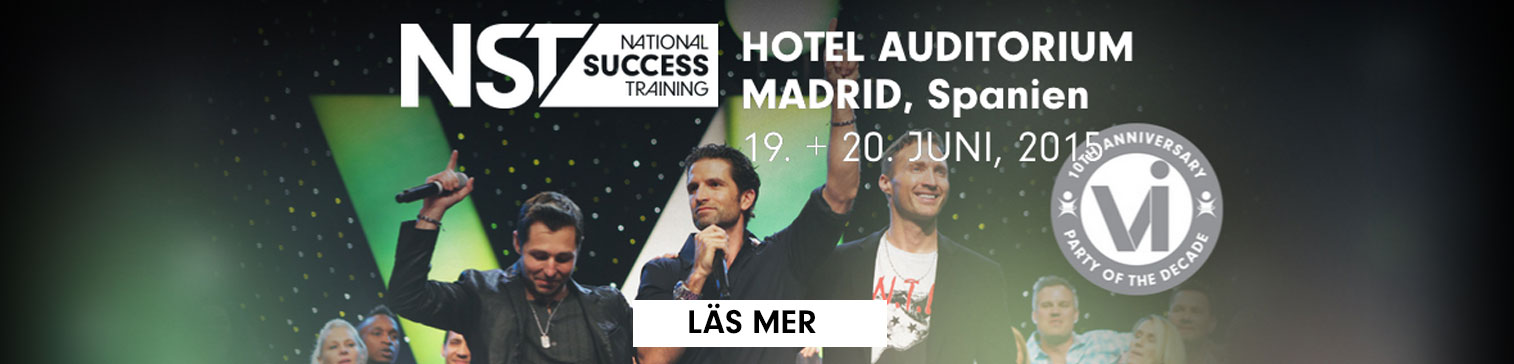 NST
NATIONAL
SUCCESS
TRAINING
HOTEL AUDITORIUM
MADRID, Spanien
19. + 20. JUNI, 2015
10TH ANNIVERSARY
Vi
PARTY OF THE DECADE
N.T.
LÄS MER